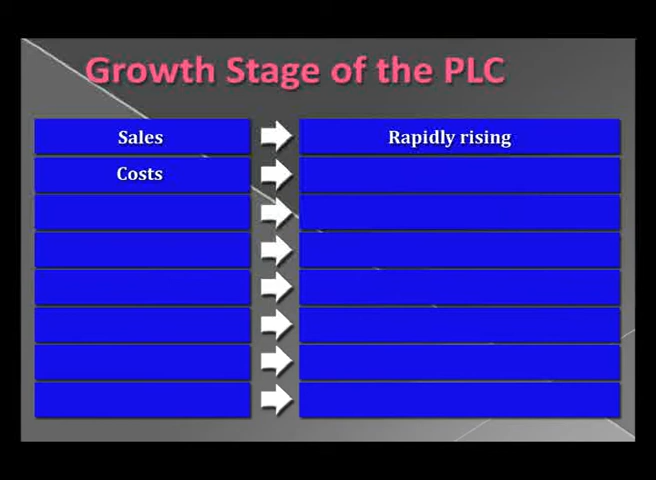 Growth Stage of the PLC
Sales
Rapidly rising
Costs